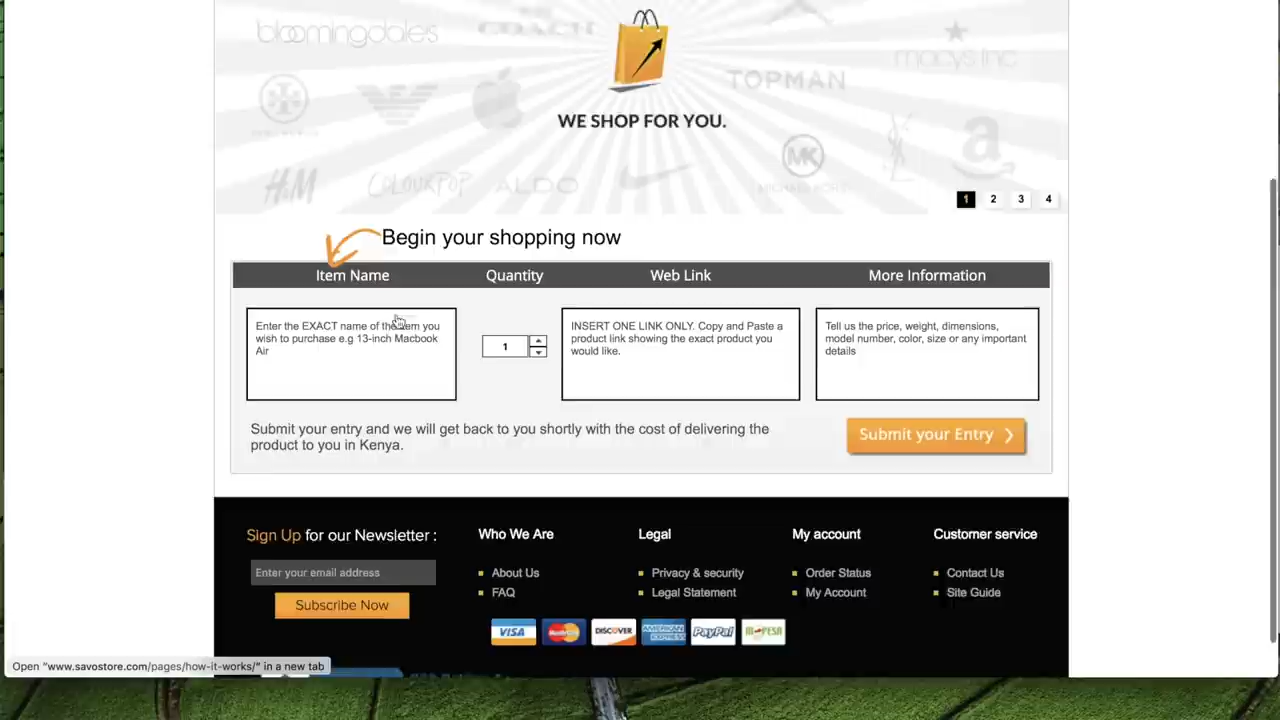 bloomingdales
COACH
macys inc
TOPMAN
WE SHOP FOR YOU.
MK
MICHAEL KORS
H&M
COLOURPOP
ALDO
a
1
2
3
4
Begin your shopping now
Item Name
Quantity
Web Link
More Information
Enter the EXACT name of the item you
wish to purchase e.g 13-inch Macbook
Air
1
INSERT ONE LINK ONLY. Copy and Paste a
product link showing the exact product you
would like.
Tell us the price, weight, dimensions,
model number, color, size or any important
details
Submit your entry and we will get back to you shortly with the cost of delivering the
product to you in Kenya.
Submit your Entry
Sign Up for our Newsletter :
Who We Are
Legal
My account
Customer service
Enter your email address
About Us
Privacy & security
Order Status
Contact Us
FAQ
Legal Statement
My Account
Site Guide
Subscribe Now
VISA
MasterCard
DISCOVER
AMERICAN EXPRESS
PayPal
M-PESA
Open "www.savostore.com/pages/how-it-works/" in a new tab